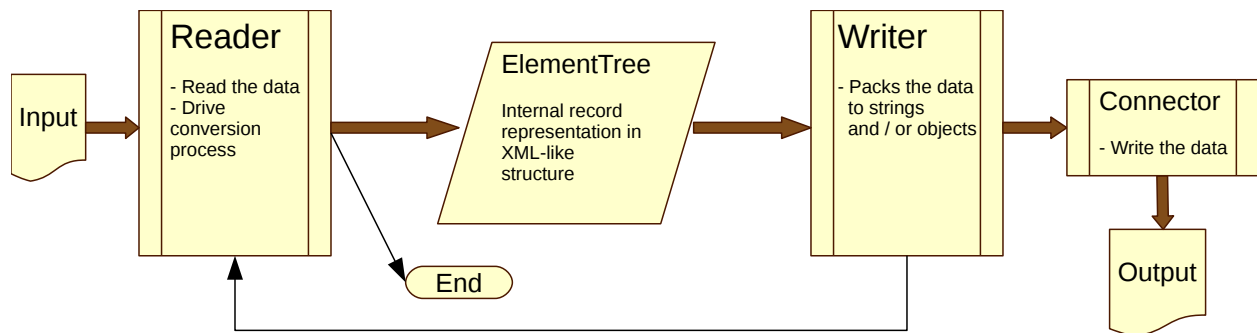 Input
Reader
- Read the data
- Drive
conversion
process
ElementTree
Internal record
representation in
XML-like
structure
End
Writer
- Packs the data
to strings
and / or objects
Connector
- Write the data
Output